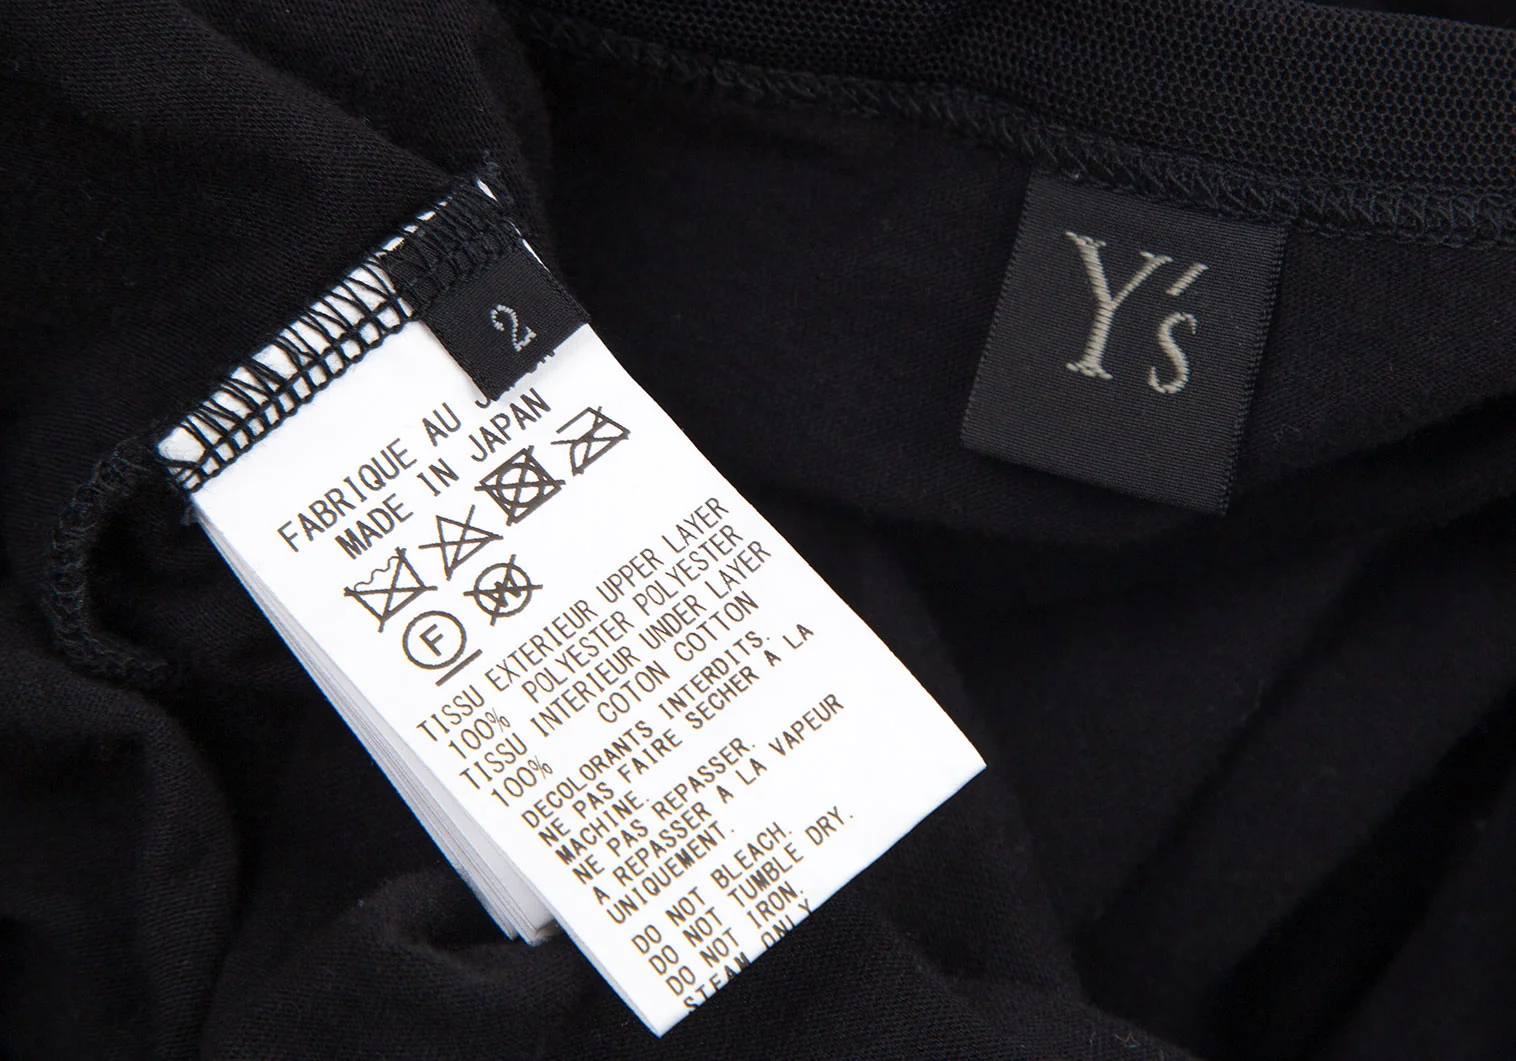 2
Y's
FABRIQUE AU
MADE IN JAPAN
F
W
TISSU EXTERIEUR UPPER LAYER
100% POLYESTER POLYESTER
TISSU INTERIEUR UNDER LAYER
100% COTON COTTON
DECOLORANTS INTERDITS.
NE PAS FAIRE SECHER A LA
MACHINE.
NE PAS REPASSER.
A REPASSER A LA VAPEUR
UNIQUEMENT.
DO NOT BLEACH.
DO NOT TUMBLE DRY.
DO NOT IRON.
STEAM ONLY